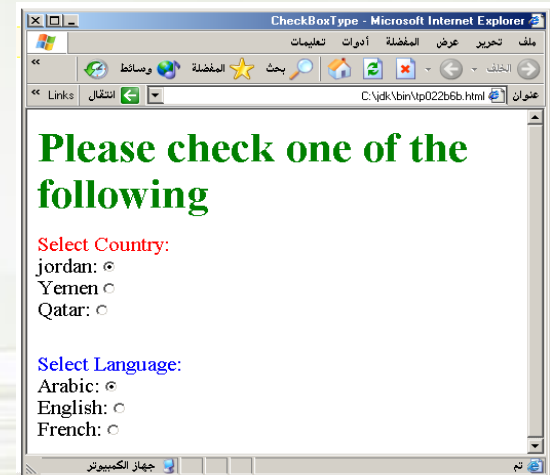 CheckBoxType - Microsoft Internet Explorer
ملف تحرير عرض المفضلة أدوات تعليمات
الخلف بحث المفضلة وسائط »
عنوان C:\jdk\bin\tp022b6b.html انتقال Links »
Please check one of the
following
Select Country:
jordan:
Yemen
Qatar:
Select Language:
Arabic:
English:
French:
تم جهاز الكمبيوتر